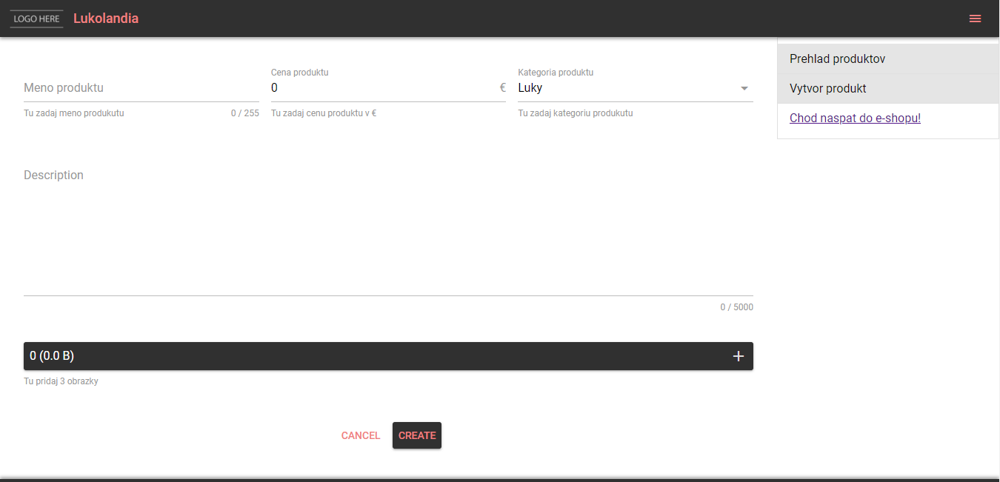 LOGO HERE Lukolandia
Prehlad produktov
Vytvor produkt
Chod naspat do e-shopu!
Cena produktu Kategoria produktu
Meno produktu 0 € Luky
Tu zadaj meno produkutu 0 / 255 Tu zadaj cenu produktu v € Tu zadaj kategoriu produkutu
Description
0 / 5000
0 (0.0 B)
Tu pridaj 3 obrazky
CANCEL CREATE